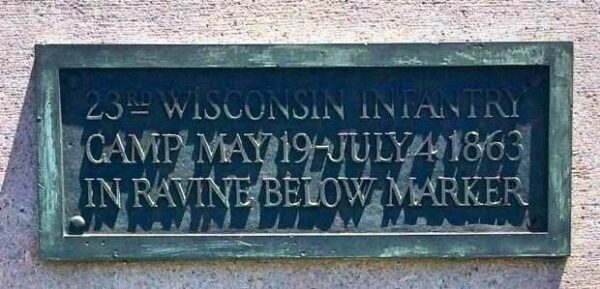 23RD WISCONSIN INFANTRY
CAMP MAY 19-JULY 4 1863
IN RAVINE BELOW MARKER